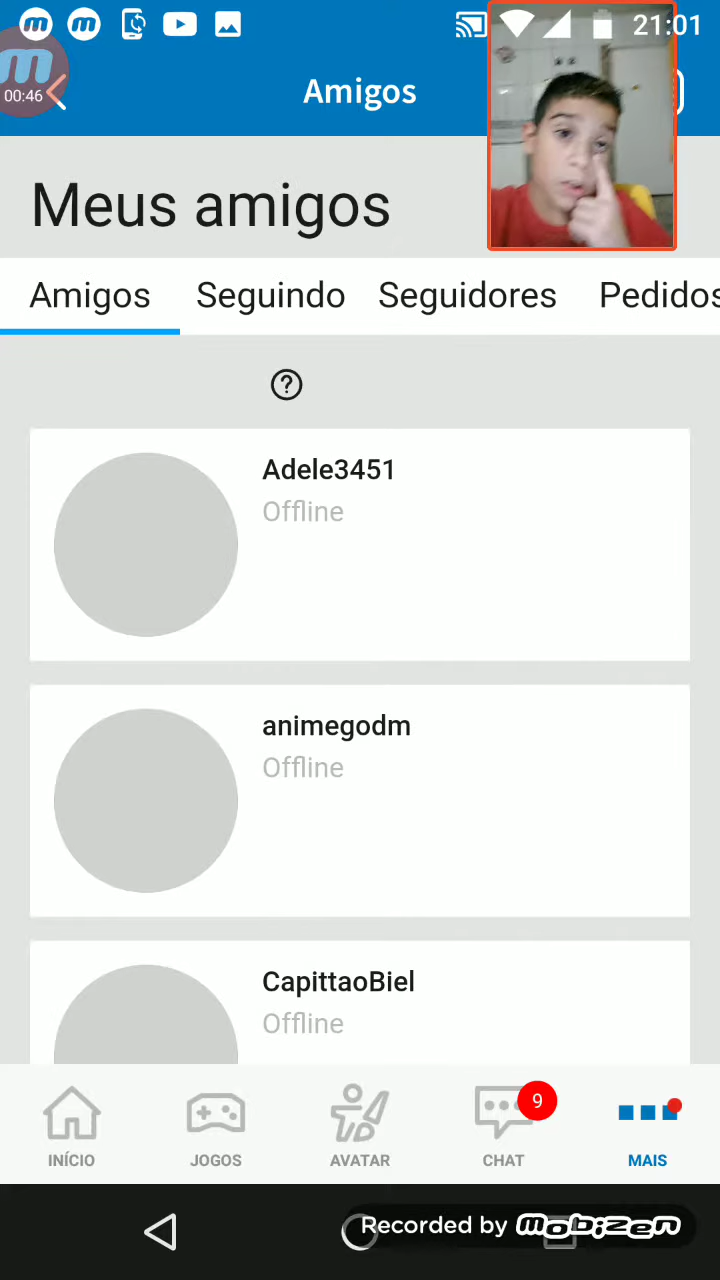 21:01
00:46
Amigos
Meus amigos
Amigos Seguindo Seguidores Pedidos
Adele3451
Offline
animegodm
Offline
CapittaoBiel
Offline
9
INÍCIO JOGOS AVATAR CHAT MAIS
Recorded by mobizen